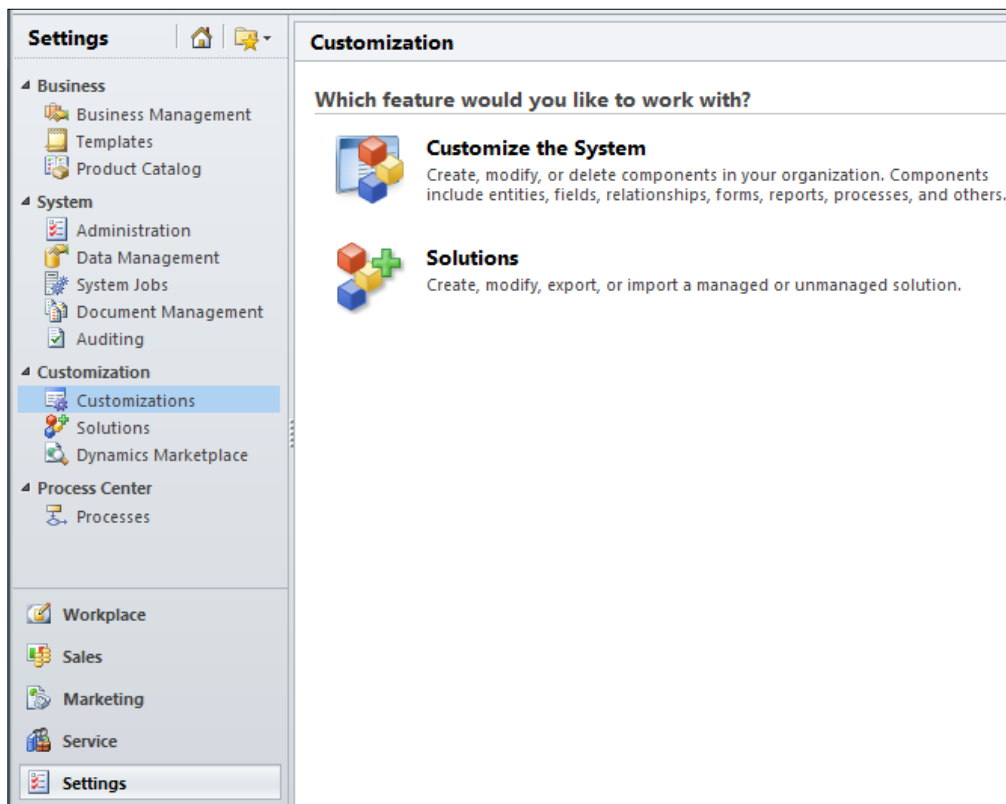 Settings
Business
Business Management
Templates
Product Catalog
System
Administration
Data Management
System Jobs
Document Management
Auditing
Customization
Customizations
Solutions
Dynamics Marketplace
Process Center
Processes
Workplace
Sales
Marketing
Service
Settings
Customization
Which feature would you like to work with?
Customize the System
Create, modify, or delete components in your organization. Components
include entities, fields, relationships, forms, reports, processes, and others.
Solutions
Create, modify, export, or import a managed or unmanaged solution.